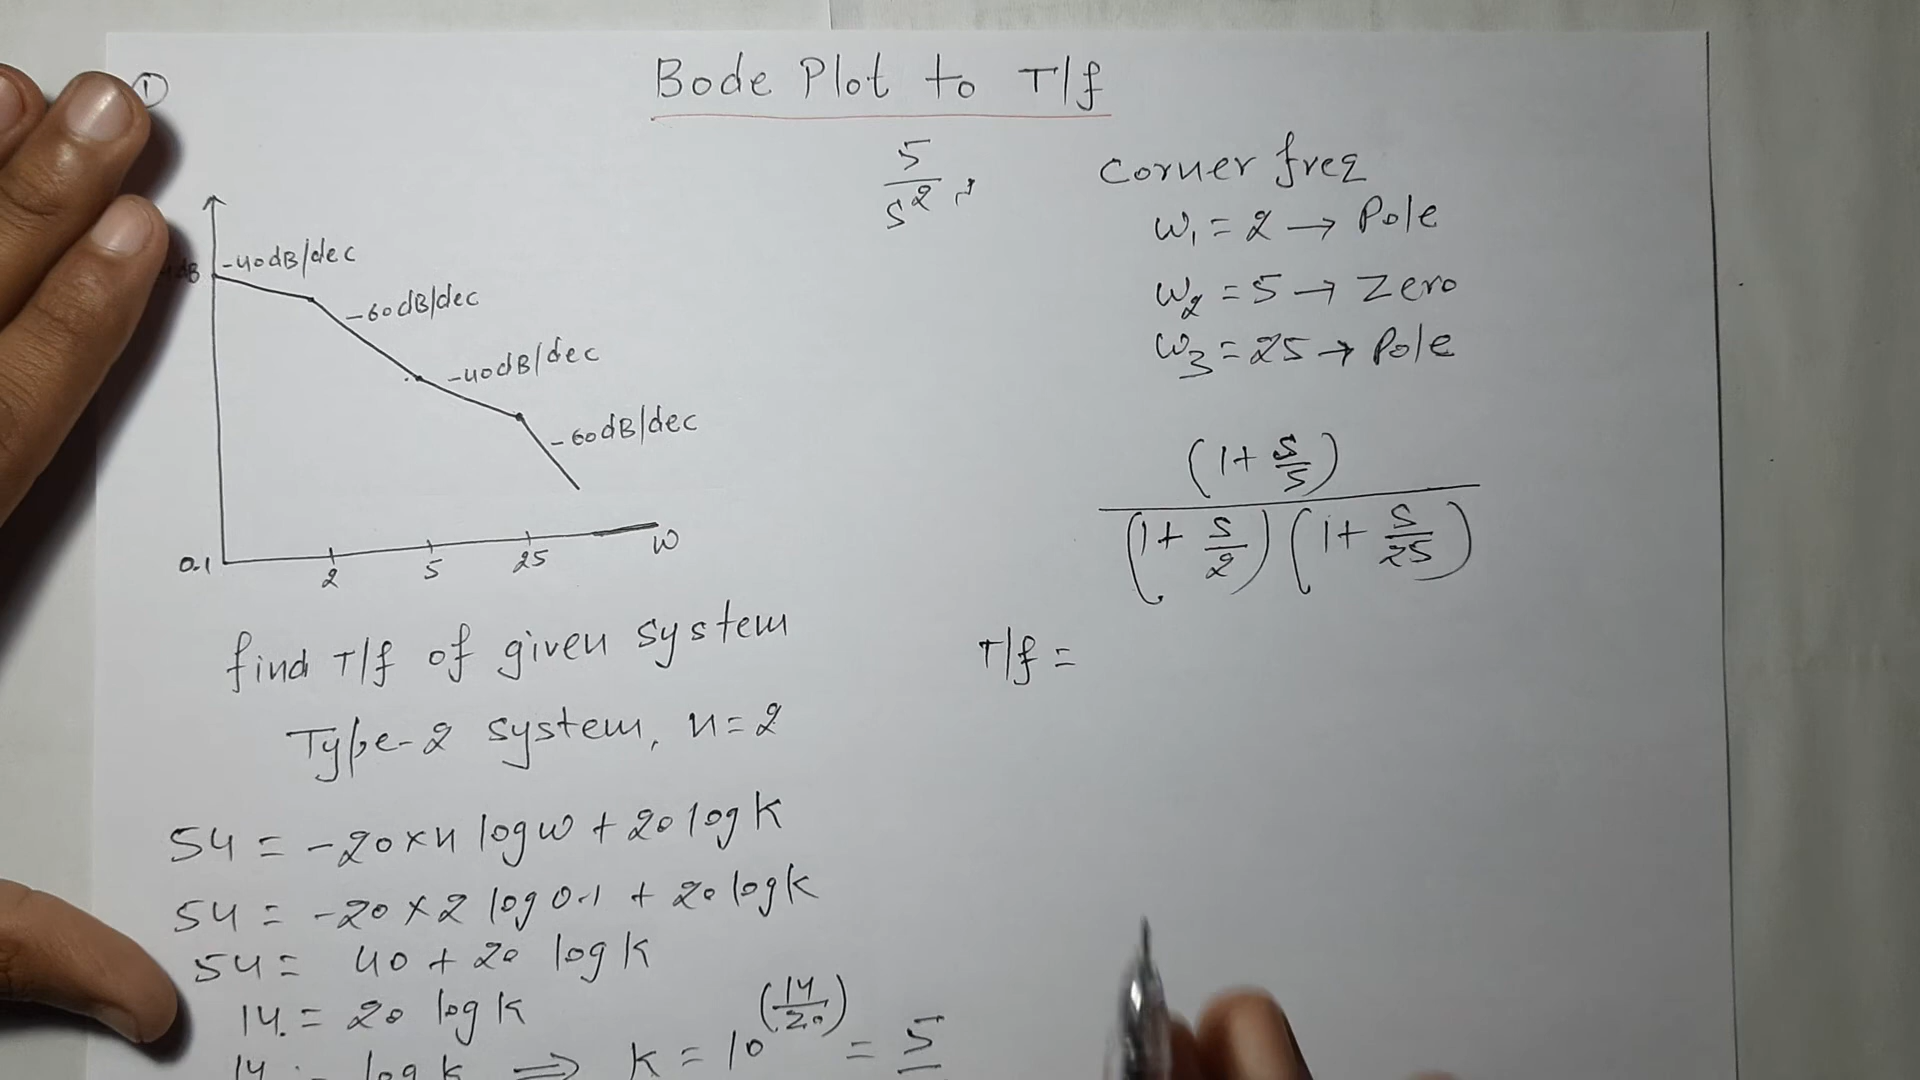 ①
Bode Plot to T/f
5/s²,
Corner freq
ω₁ = 2 → Pole
ω₂ = 5 → Zero
ω₃ = 25 → Pole
dB
-40dB/dec
-60dB/dec
-40dB/dec
-60dB/dec
0.1
2
5
25
ω
(1+ s/5)
(1+ s/2) (1+ s/25)
find T/f of given system
T/f =
Type-2 system, n=2
54 = -20×n logω + 20 log K
54 = -20×2 log 0.1 + 20 log K
54 = 40 + 20 log K
14. = 20 log K
14 = log K ⇒ K = 10^(14/20) = 5